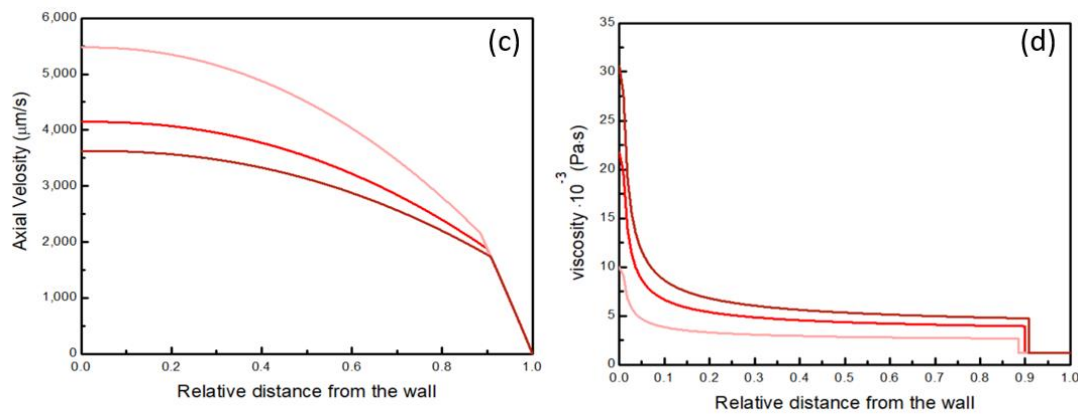 (c)
Axial Velosity (μm/s)
6,000
5,000
4,000
3,000
2,000
1,000
0
0.0 0.2 0.4 0.6 0.8 1.0
Relative distance from the wall
(d)
viscosity ·10⁻³ (Pa·s)
35
30
25
20
15
10
5
0
0.0 0.1 0.2 0.3 0.4 0.5 0.6 0.7 0.8 0.9 1.0
Relative distance from the wall